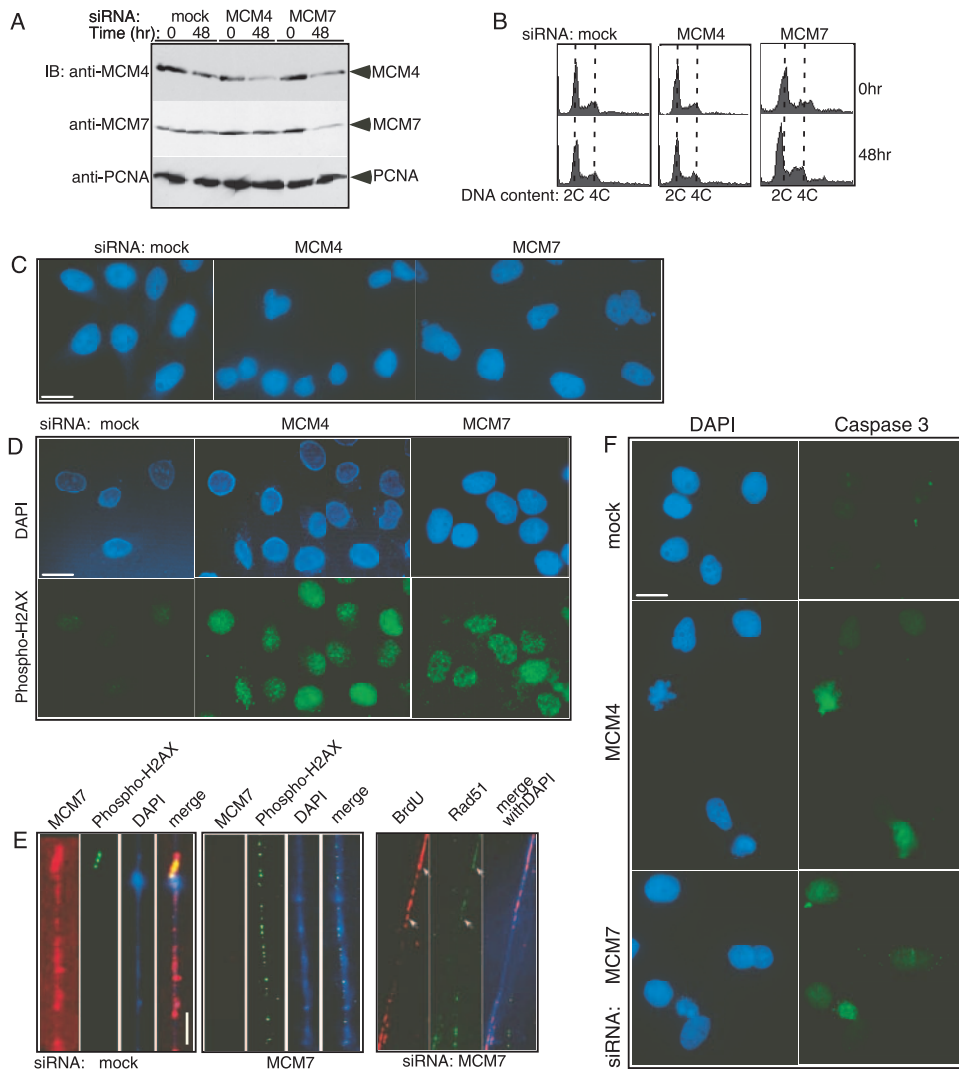 A
siRNA: mock MCM4 MCM7
Time (hr): 0 48 0 48 0 48
IB: anti-MCM4 MCM4
anti-MCM7 MCM7
anti-PCNA PCNA
B
siRNA: mock MCM4 MCM7
0hr
48hr
DNA content: 2C 4C 2C 4C 2C 4C
C
siRNA: mock MCM4 MCM7
D
siRNA: mock MCM4 MCM7
DAPI
Phospho-H2AX
E
MCM7 Phospho-H2AX DAPI merge
MCM7 Phospho-H2AX DAPI merge
BrdU Rad51 merge withDAPI
siRNA: mock MCM7 siRNA: MCM7
F
DAPI Caspase 3
mock
MCM4
siRNA: MCM7